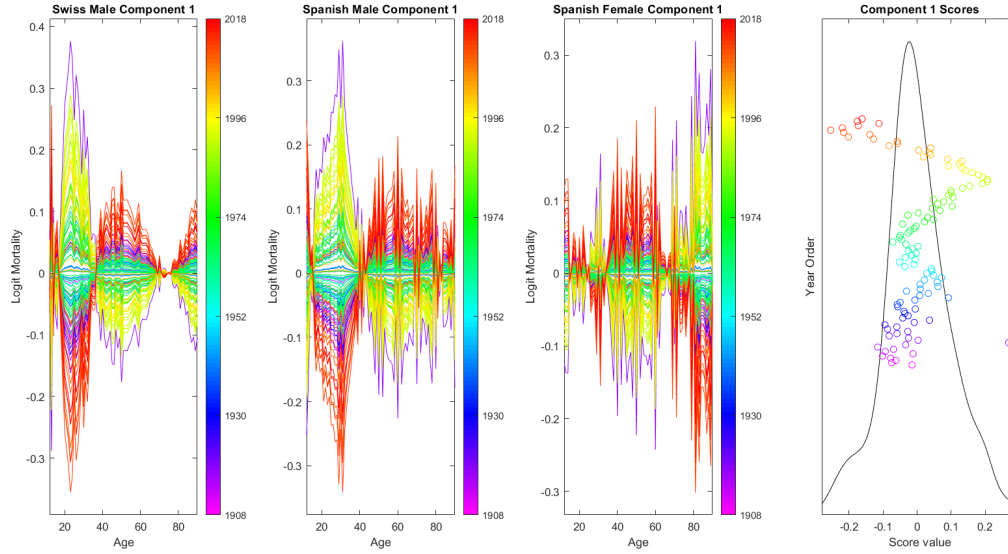 Swiss Male Component 1
Logit Mortality
0.4
0.3
0.2
0.1
0
-0.1
-0.2
-0.3
20 40 60 80
Age
2018
1996
1974
1952
1930
1908
Spanish Male Component 1
Logit Mortality
0.3
0.2
0.1
0
-0.1
-0.2
-0.3
20 40 60 80
Age
2018
1996
1974
1952
1930
1908
Spanish Female Component 1
Logit Mortality
0.3
0.2
0.1
0
-0.1
-0.2
-0.3
20 40 60 80
Age
2018
1996
1974
1952
1930
1908
Component 1 Scores
Year Order
-0.2 -0.1 0 0.1 0.2
Score value